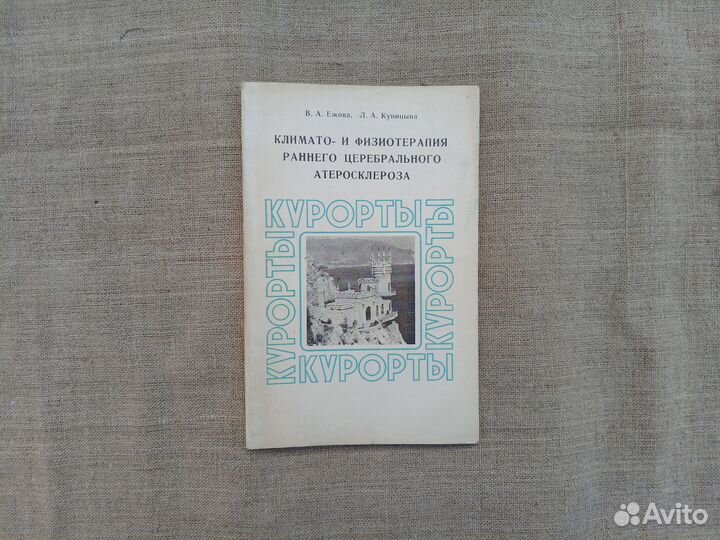 В. А. Ежова, Л. А. Куницына
КЛИМАТО- И ФИЗИОТЕРАПИЯ
РАННЕГО ЦЕРЕБРАЛЬНОГО
АТЕРОСКЛЕРОЗА
КУРОРТЫ
КУРОРТЫ
КУРОРТЫ
КУРОРТЫ
Avito